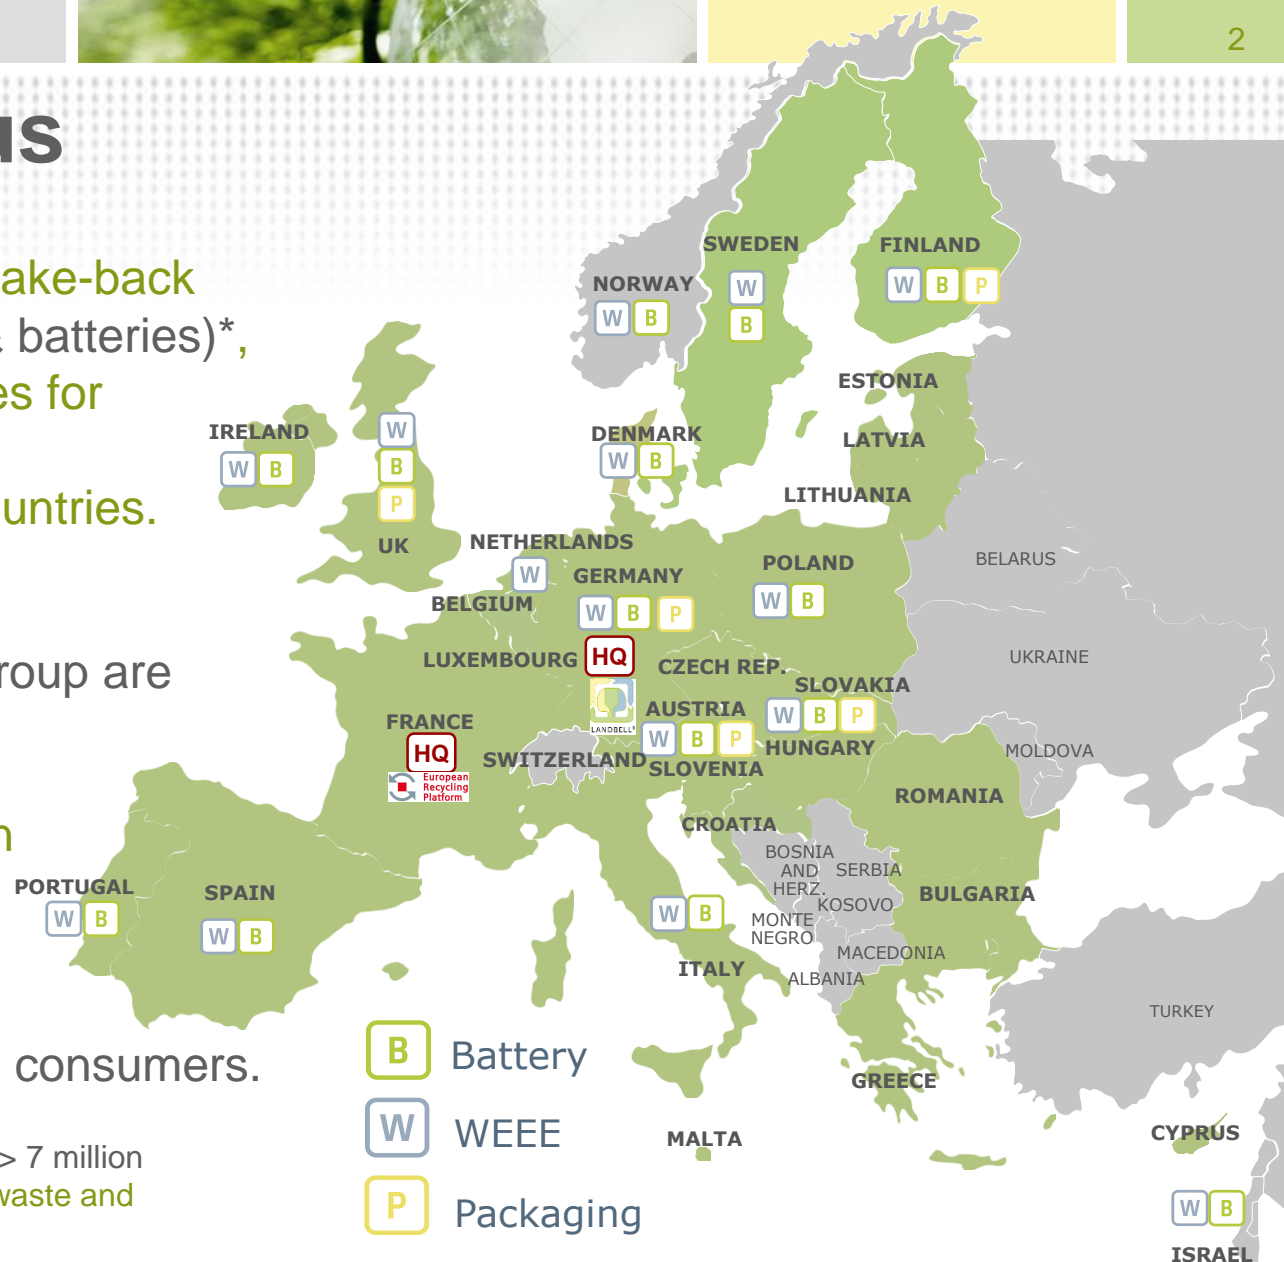 2
us
ake-back
& batteries)*,
es for
untries.
roup are
n
consumers.
> 7 million
waste and
SWEDEN
W
B
FINLAND
W B P
NORWAY
W B
ESTONIA
LATVIA
LITHUANIA
IRELAND
W B
W
B
P
UK
DENMARK
W B
NETHERLANDS
W
GERMANY
W B P
BELGIUM
POLAND
W B
BELARUS
UKRAINE
LUXEMBOURG
HQ
LANDBELL
CZECH REP.
SLOVAKIA
W B P
AUSTRIA
W B P
HUNGARY
FRANCE
HQ
European
Recycling
Platform
SWITZERLAND
SLOVENIA
MOLDOVA
ROMANIA
CROATIA
BOSNIA
AND
HERZ.
SERBIA
KOSOVO
BULGARIA
MONTE
NEGRO
MACEDONIA
ALBANIA
PORTUGAL
W B
SPAIN
W B
W B
ITALY
TURKEY
GREECE
MALTA
CYPRUS
W B
ISRAEL
B Battery
W WEEE
P Packaging